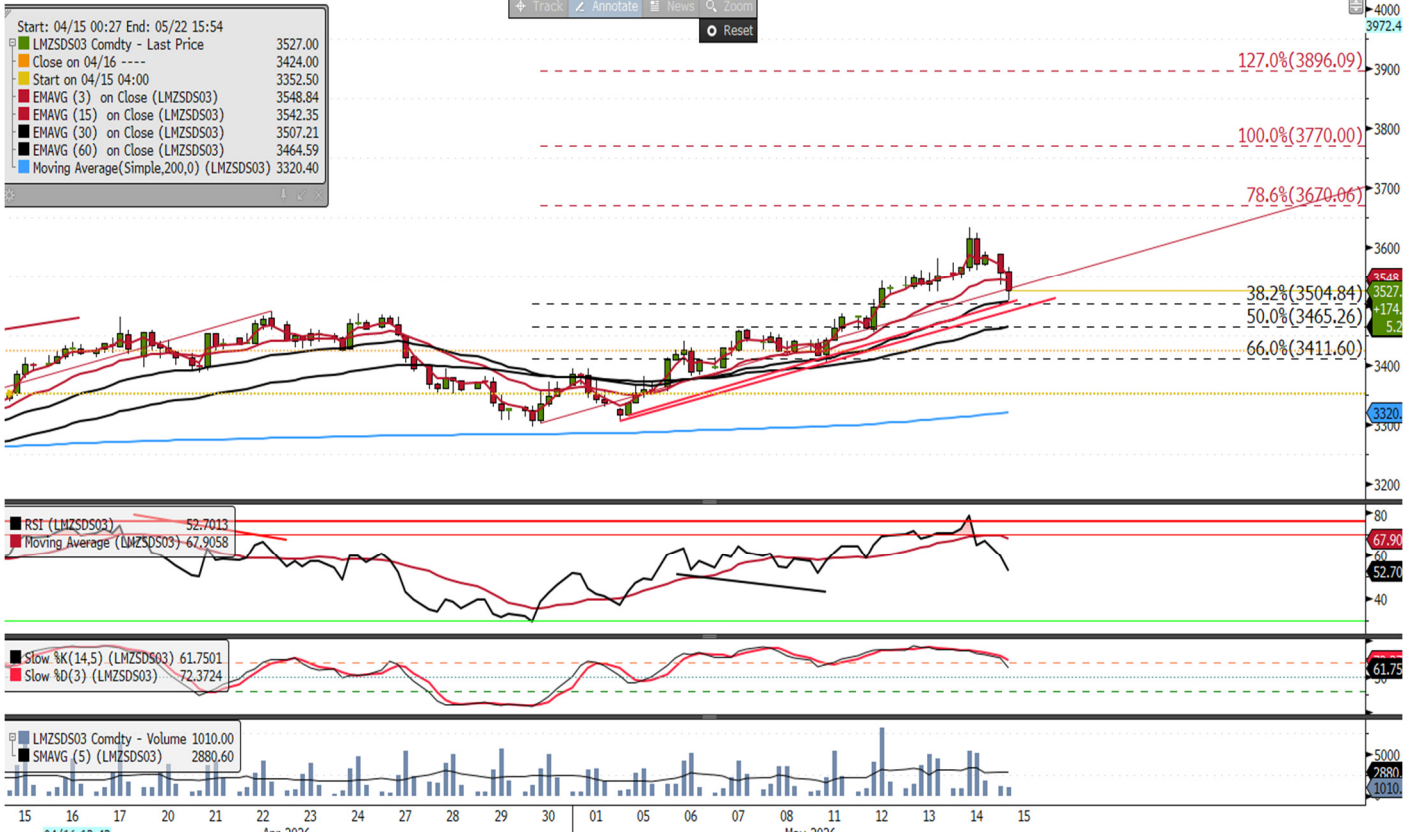 Track Annotate News Zoom
Reset
Start: 04/15 00:27 End: 05/22 15:54
LMZSDS03 Comdty - Last Price 3527.00
Close on 04/16 ---- 3424.00
Start on 04/15 04:00 3352.50
EMAVG (3) on Close (LMZSDS03) 3548.84
EMAVG (15) on Close (LMZSDS03) 3542.35
EMAVG (30) on Close (LMZSDS03) 3507.21
EMAVG (60) on Close (LMZSDS03) 3464.59
Moving Average(Simple,200,0) (LMZSDS03) 3320.40
4000
3972.4
127.0%(3896.09)
3900
3800
100.0%(3770.00)
3700
78.6%(3670.06)
3600
3548
3527.
+174.
5.2
38.2%(3504.84)
50.0%(3465.26)
66.0%(3411.60)
3400
3320.
3300
3200
RSI (LMZSDS03) 52.7013
Moving Average (LMZSDS03) 67.9058
80
67.90
60
52.70
40
Slow %K(14,5) (LMZSDS03) 61.7501
Slow %D(3) (LMZSDS03) 72.3724
61.75
LMZSDS03 Comdty - Volume 1010.00
SMAVG (5) (LMZSDS03) 2880.60
5000
2880.
1010.
15 16 17 20 21 22 23 24 27 28 29 30 01 05 06 07 08 11 12 13 14 15